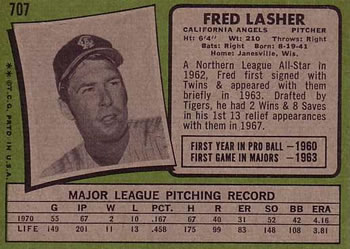 707
FRED LASHER
CALIFORNIA ANGELS PITCHER
Ht: 6'4" Wt: 210 Throws: Right
Bats: Right Born: 8-19-41
Home: Janesville, Wis.
A Northern League All-Star in
1962, Fred first signed with
Twins & appeared with them
briefly in 1963. Drafted by
Tigers, he had 2 Wins & 8 Saves
in his 1st 13 relief appearances
with them in 1967.
FIRST YEAR IN PRO BALL—1960
FIRST GAME IN MAJORS—1963
*
©T.C.G. PRTD. IN U.S.A.
MAJOR LEAGUE PITCHING RECORD
G IP W L PCT. R SO ER BB ERA
1970 55 67 2 10 .167 40 52 31 42 4.16
LIFE 149 201 11 13 .458 99 175 83 103 3.81